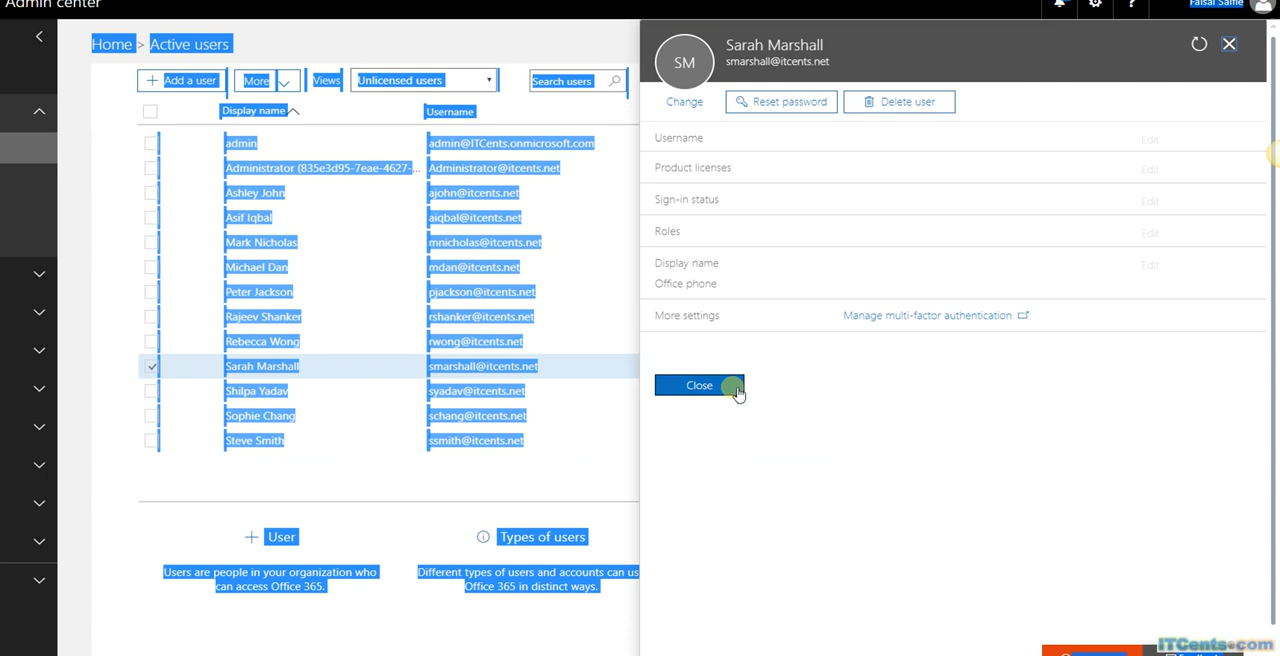 Admin center
Faisal Salfie
Home > Active users
+ Add a user
More
Views
Unlicensed users
Search users
Display name
Username
admin
admin@ITCents.onmicrosoft.com
Administrator (835e3d95-7eae-4627-...
Administrator@itcents.net
Ashley John
ajohn@itcents.net
Asif Iqbal
aiqbal@itcents.net
Mark Nicholas
mnicholas@itcents.net
Michael Dan
mdan@itcents.net
Peter Jackson
pjackson@itcents.net
Rajeev Shanker
rshanker@itcents.net
Rebecca Wong
rwong@itcents.net
Sarah Marshall
smarshall@itcents.net
Shilpa Yadav
syadav@itcents.net
Sophie Chang
schang@itcents.net
Steve Smith
ssmith@itcents.net
+ User
Users are people in your organization who
can access Office 365.
Types of users
Different types of users and accounts can us
Office 365 in distinct ways.
SM
Sarah Marshall
smarshall@itcents.net
Change
Reset password
Delete user
Username
Edit
Product licenses
Edit
Sign-in status
Edit
Roles
Edit
Display name
Edit
Office phone
More settings
Manage multi-factor authentication
Close
ITCents.com